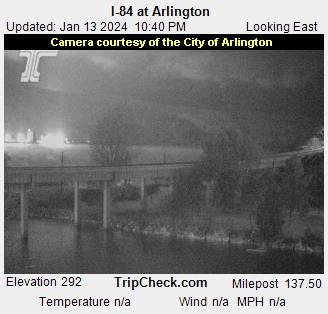 I-84 at Arlington
Updated: Jan 13 2024 10:40 PM Looking East
Camera courtesy of the City of Arlington
Elevation 292 TripCheck.com Milepost 137.50
Temperature n/a Wind n/a MPH n/a